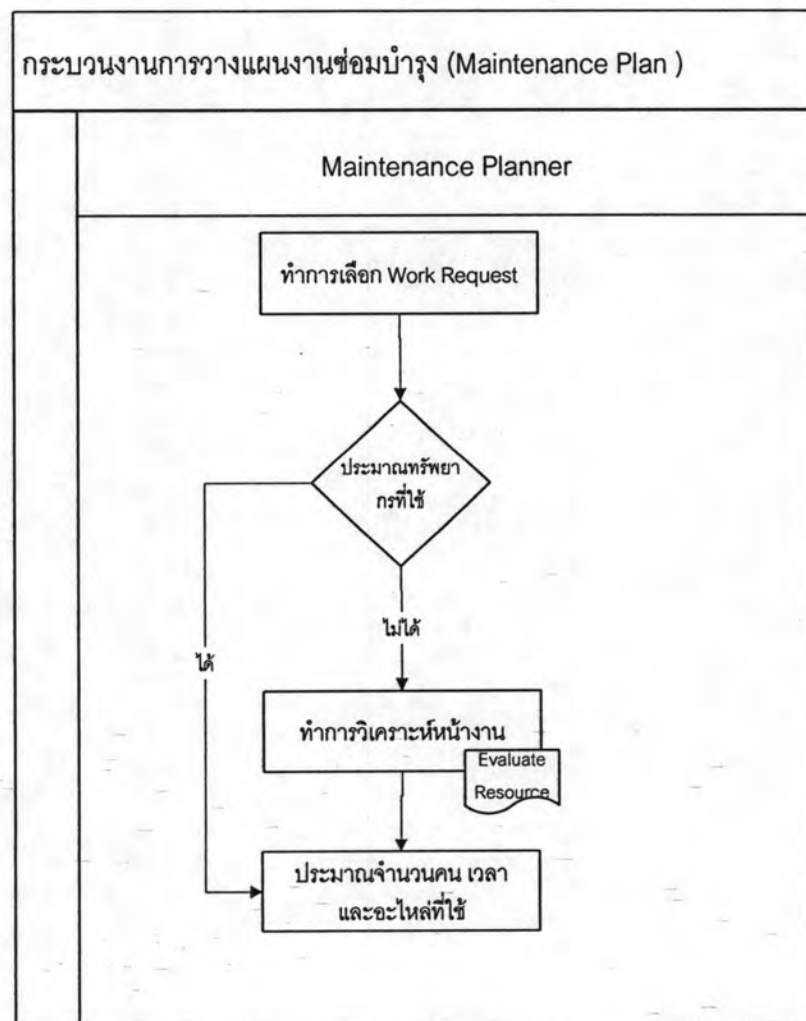 กระบวนงานการวางแผนงานซ่อมบำรุง (Maintenance Plan )
Maintenance Planner
ทำการเลือก Work Request
ประมาณทรัพยา
กรที่ใช้
ไม่ได้
ได้
ทำการวิเคราะห์หน้างาน
Evaluate
Resource
ประมาณจำนวนคน เวลา
และอะไหล่ที่ใช้